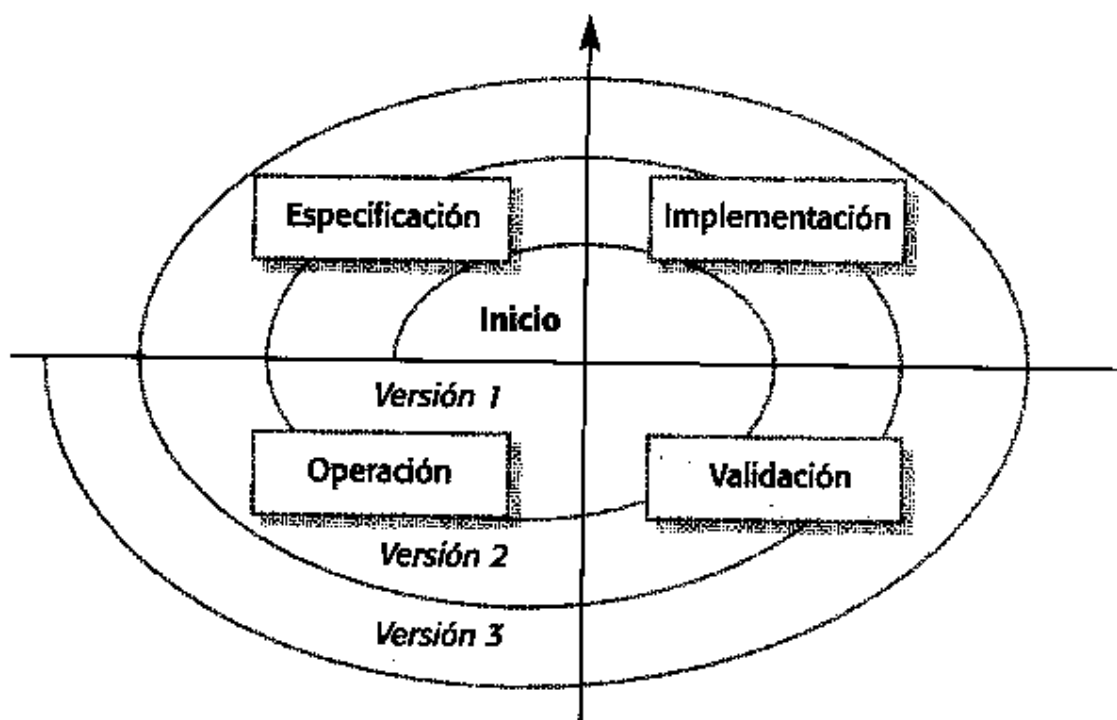 Especificación
Implementación
Inicio
Versión 1
Operación
Validación
Versión 2
Versión 3